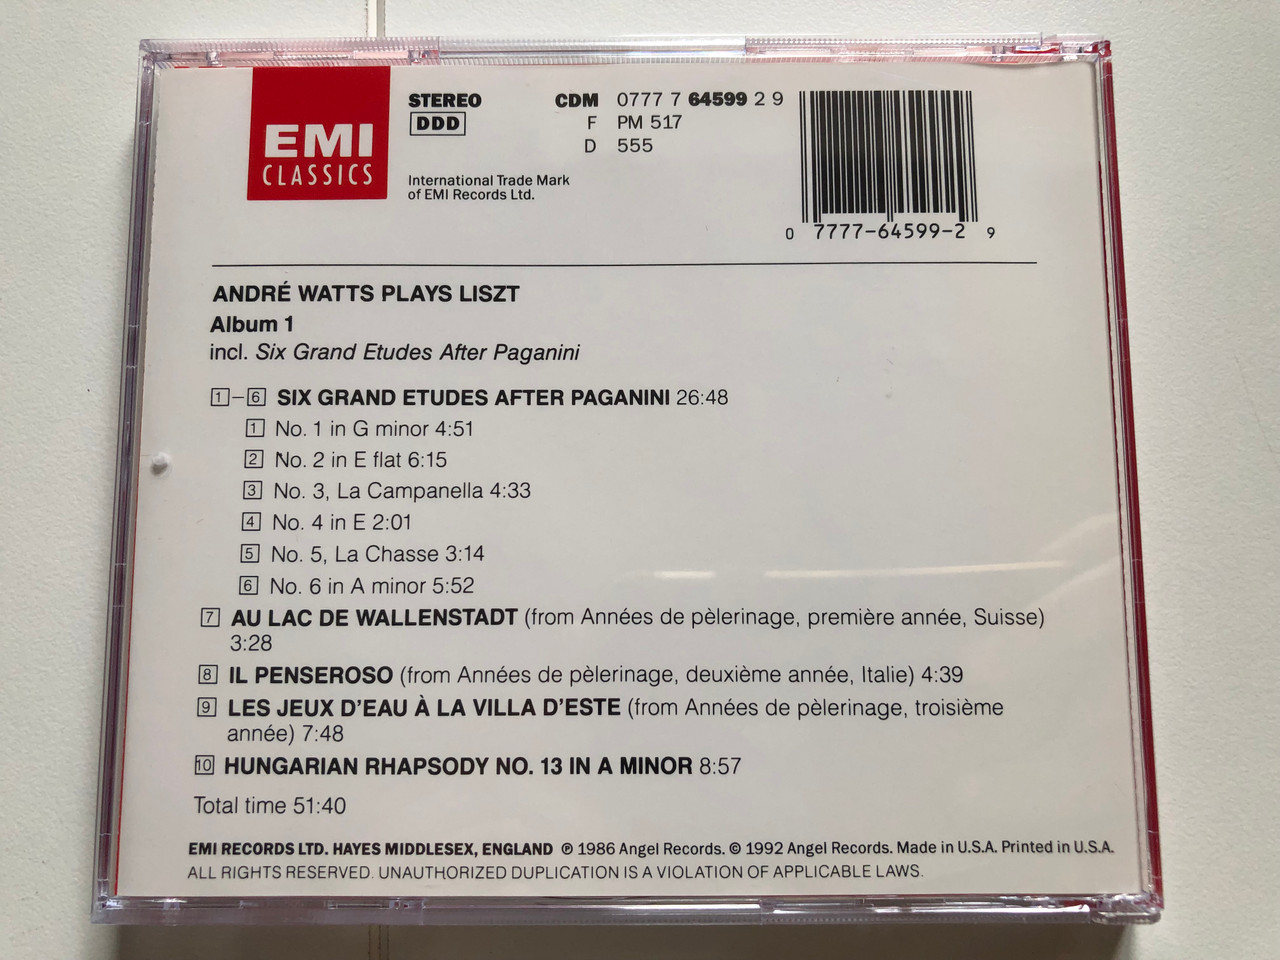 EMI
CLASSICS
STEREO
DDD
International Trade Mark
of EMI Records Ltd.
CDM 0777 7 64599 2 9
F PM 517
D 555
0 7777-64599-2 9
ANDRÉ WATTS PLAYS LISZT
Album 1
incl. Six Grand Etudes After Paganini
1–6 SIX GRAND ETUDES AFTER PAGANINI 26:48
1 No. 1 in G minor 4:51
2 No. 2 in E flat 6:15
3 No. 3, La Campanella 4:33
4 No. 4 in E 2:01
5 No. 5, La Chasse 3:14
6 No. 6 in A minor 5:52
7 AU LAC DE WALLENSTADT (from Années de pèlerinage, première année, Suisse)
3:28
8 IL PENSEROSO (from Années de pèlerinage, deuxième année, Italie) 4:39
9 LES JEUX D'EAU À LA VILLA D'ESTE (from Années de pèlerinage, troisième
année) 7:48
10 HUNGARIAN RHAPSODY NO. 13 IN A MINOR 8:57
Total time 51:40
EMI RECORDS LTD. HAYES MIDDLESEX, ENGLAND ℗ 1986 Angel Records. © 1992 Angel Records. Made in U.S.A. Printed in U.S.A.
ALL RIGHTS RESERVED. UNAUTHORIZED DUPLICATION IS A VIOLATION OF APPLICABLE LAWS.